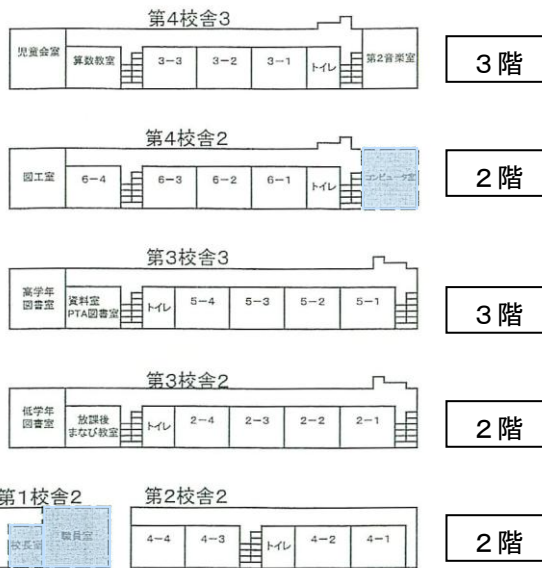 第4校舎3
児童会室
算数教室
3-3
3-2
3-1
トイレ
第2音楽室
3階
第4校舎2
図工室
6-4
6-3
6-2
6-1
トイレ
コンピュータ室
2階
第3校舎3
高学年
図書室
資料室
PTA図書室
トイレ
5-4
5-3
5-2
5-1
3階
第3校舎2
低学年
図書室
放課後
まなび教室
トイレ
2-4
2-3
2-2
2-1
2階
第1校舎2
校長室
職員室
第2校舎2
4-4
4-3
トイレ
4-2
4-1
2階